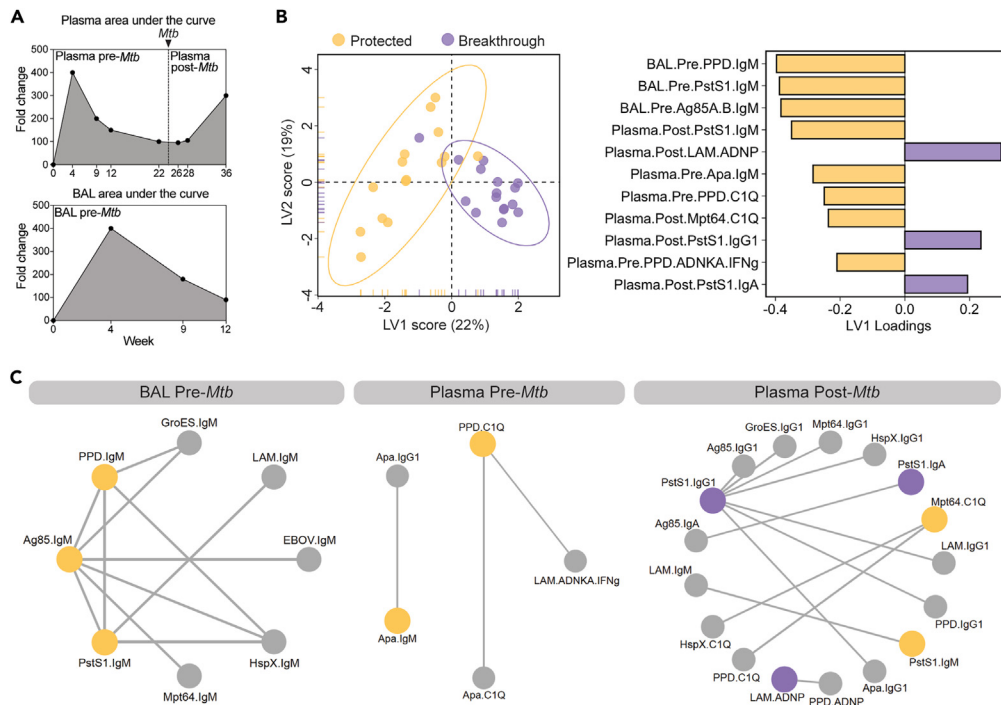 A
Plasma area under the curve
Mtb
Plasma pre-Mtb
Plasma post-Mtb
Fold change
500
400
300
200
100
0
0 4 9 12 22 26 28 36
BAL area under the curve
BAL pre-Mtb
Fold change
500
400
300
200
100
0
0 4 9 12
Week
B
Protected Breakthrough
LV2 score (19%)
4
2
0
-2
-4
-2 0 2
LV1 score (22%)
BAL.Pre.PPD.IgM
BAL.Pre.PstS1.IgM
BAL.Pre.Ag85A.B.IgM
Plasma.Post.PstS1.IgM
Plasma.Post.LAM.ADNP
Plasma.Pre.Apa.IgM
Plasma.Pre.PPD.C1Q
Plasma.Post.Mpt64.C1Q
Plasma.Post.PstS1.IgG1
Plasma.Pre.PPD.ADNKA.IFNg
Plasma.Post.PstS1.IgA
-0.4 -0.2 0.0 0.2
LV1 Loadings
C
BAL Pre-Mtb
GroES.IgM
PPD.IgM
LAM.IgM
Ag85.IgM
EBOV.IgM
PstS1.IgM
HspX.IgM
Mpt64.IgM
Plasma Pre-Mtb
PPD.C1Q
Apa.IgG1
LAM.ADNKA.IFNg
Apa.IgM
Apa.C1Q
Plasma Post-Mtb
GroES.IgG1
Mpt64.IgG1
Ag85.IgG1
HspX.IgG1
PstS1.IgG1
PstS1.IgA
Mpt64.C1Q
Ag85.IgA
LAM.IgG1
LAM.IgM
PPD.IgG1
HspX.C1Q
PstS1.IgM
PPD.C1Q
Apa.IgG1
LAM.ADNP
PPD.ADNP